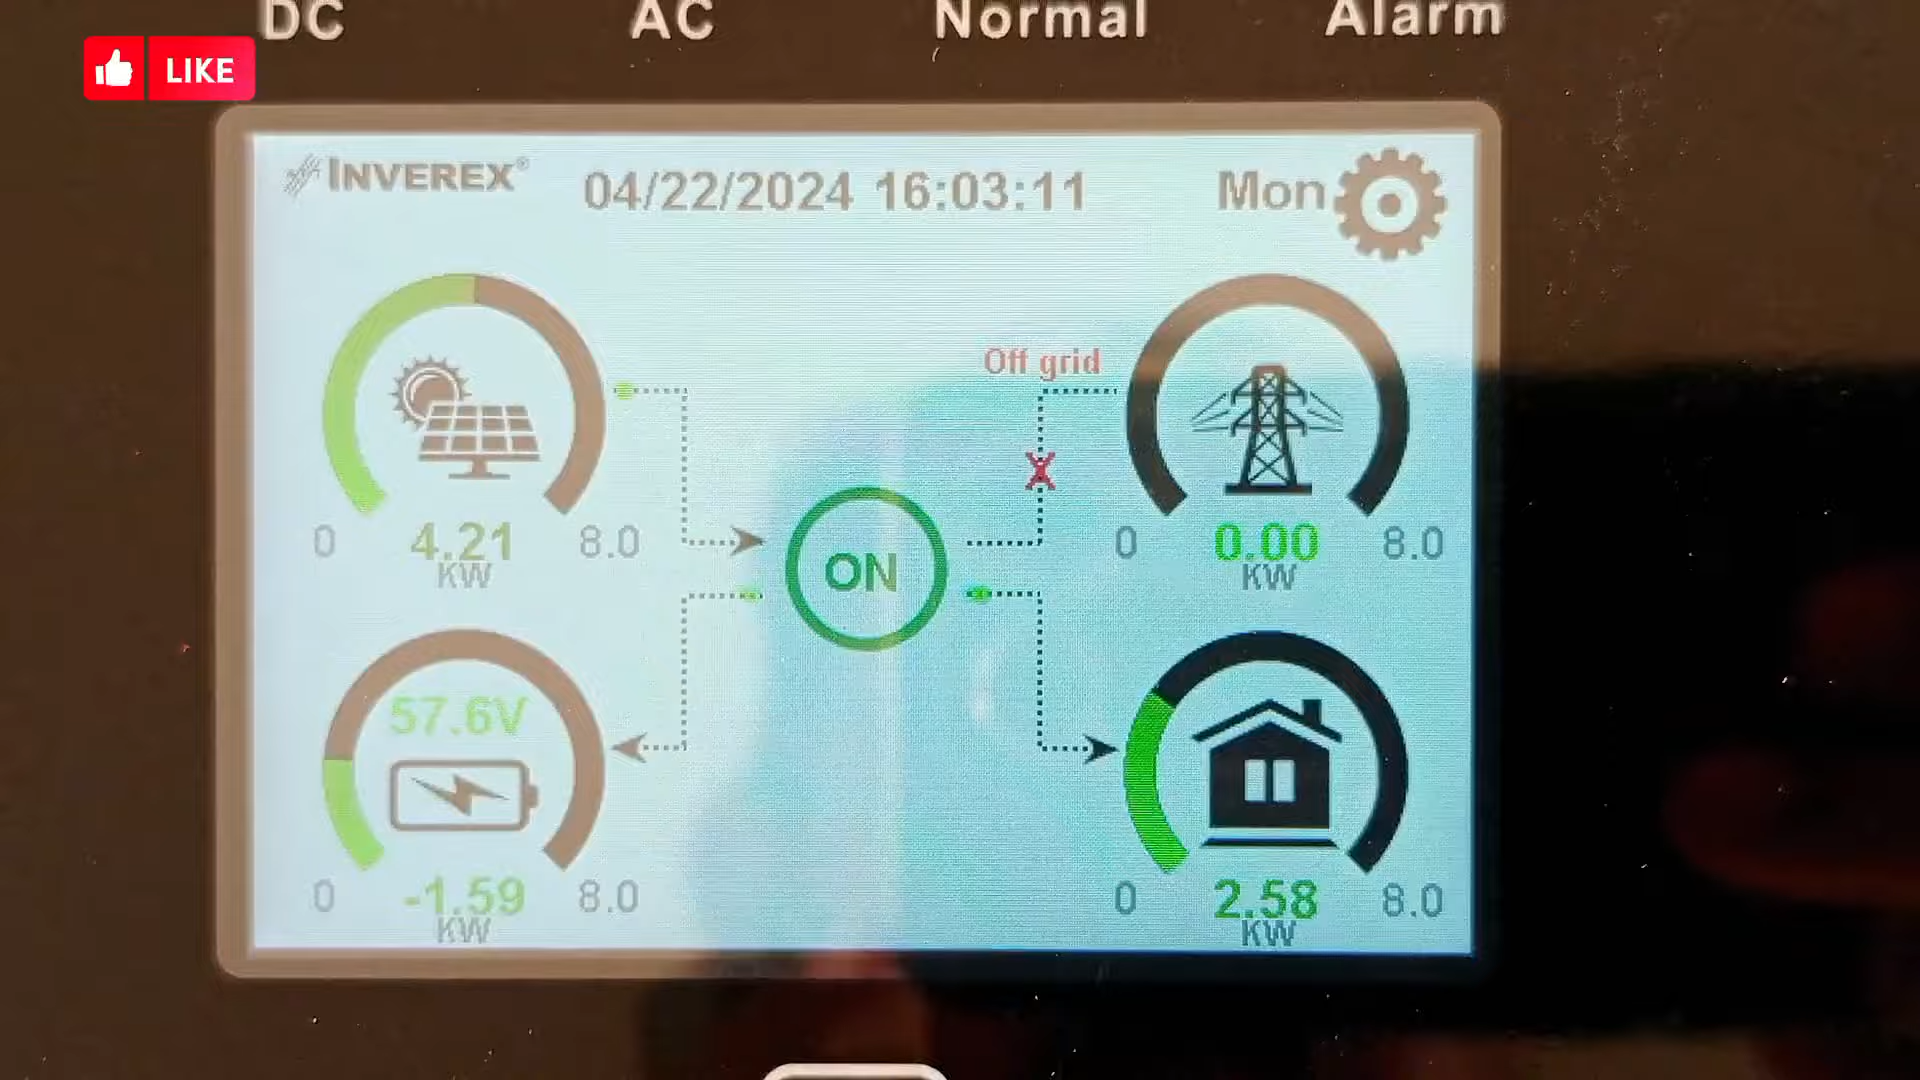 DC AC Normal Alarm
LIKE
INVEREX® 04/22/2024 16:03:11 Mon
Off grid
0 4.21 8.0
KW
0 0.00 8.0
KW
ON
57.6V
0 -1.59 8.0
KW
0 2.58 8.0
KW